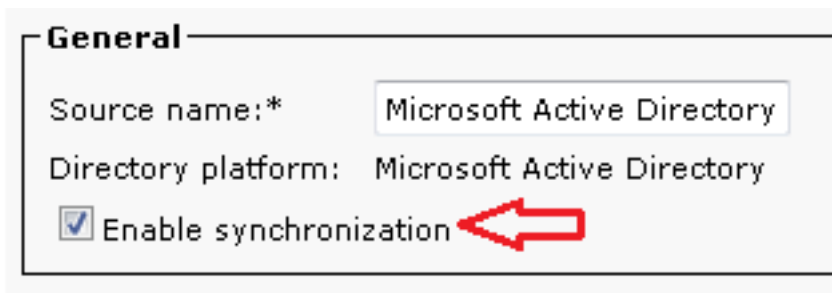 General
Source name:* Microsoft Active Directory
Directory platform: Microsoft Active Directory
Enable synchronization